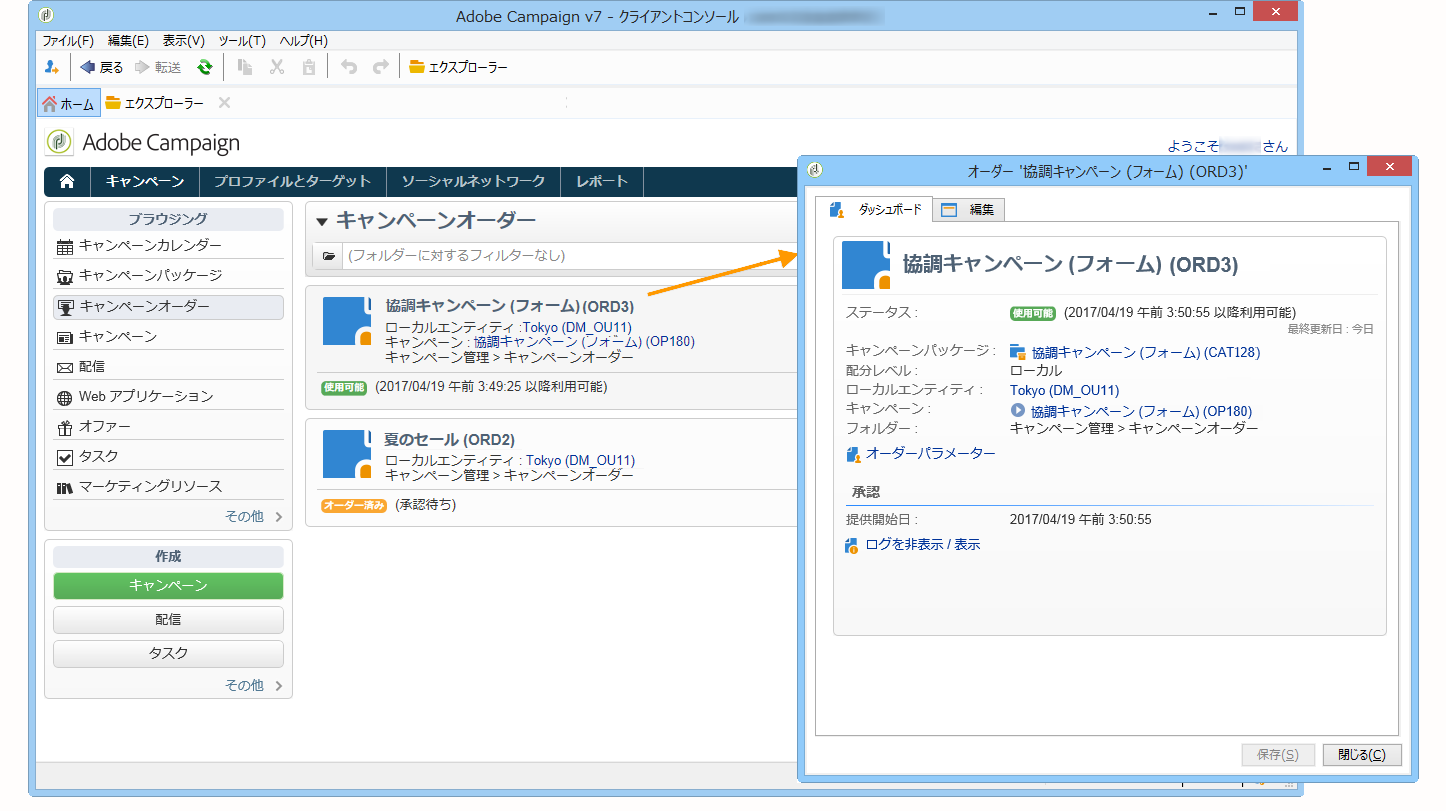 Adobe Campaign v7 - クライアントコンソール
ファイル(F) 編集(E) 表示(V) ツール(T) ヘルプ(H)
戻る 転送 エクスプローラー
ホーム エクスプローラー
Adobe Campaign
ようこそ さん
キャンペーン プロファイルとターゲット ソーシャルネットワーク レポート
ブラウジング
キャンペーンカレンダー
キャンペーンパッケージ
キャンペーンオーダー
キャンペーン
配信
Web アプリケーション
オファー
タスク
マーケティングリソース
その他
作成
キャンペーン
配信
タスク
その他
キャンペーンオーダー
(フォルダーに対するフィルターなし)
協調キャンペーン (フォーム) (ORD3)
ローカルエンティティ :Tokyo (DM_OU11)
キャンペーン : 協調キャンペーン (フォーム) (OP180)
キャンペーン管理 > キャンペーンオーダー
使用可能 (2017/04/19 午前 3:49:25 以降利用可能)
夏のセール (ORD2)
ローカルエンティティ : Tokyo (DM_OU11)
キャンペーン管理 > キャンペーンオーダー
オーダー済み (承認待ち)
オーダー '協調キャンペーン (フォーム) (ORD3)'
ダッシュボード 編集
協調キャンペーン (フォーム) (ORD3)
ステータス : 使用可能 (2017/04/19 午前 3:50:55 以降利用可能)
最終更新日 : 今日
キャンペーンパッケージ : 協調キャンペーン (フォーム) (CAT128)
配分レベル : ローカル
ローカルエンティティ : Tokyo (DM_OU11)
キャンペーン : 協調キャンペーン (フォーム) (OP180)
フォルダー : キャンペーン管理 > キャンペーンオーダー
オーダーパラメーター
承認
提供開始日 : 2017/04/19 午前 3:50:55
ログを非表示 / 表示
保存(S) 閉じる(C)